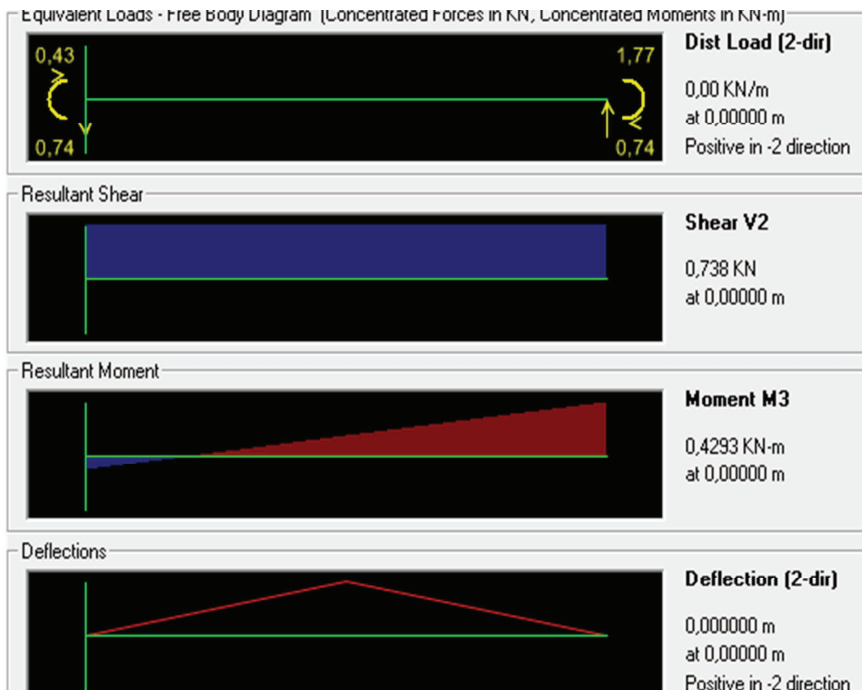 Equivalent Loads - Free Body Diagram (Concentrated Forces in KN, Concentrated Moments in KN-m)
0,43
1,77
0,74
0,74
Dist Load (2-dir)
0,00 KN/m
at 0,00000 m
Positive in -2 direction
Resultant Shear
Shear V2
0,738 KN
at 0,00000 m
Resultant Moment
Moment M3
0,4293 KN-m
at 0,00000 m
Deflections
Deflection (2-dir)
0,000000 m
at 0,00000 m
Positive in -2 direction